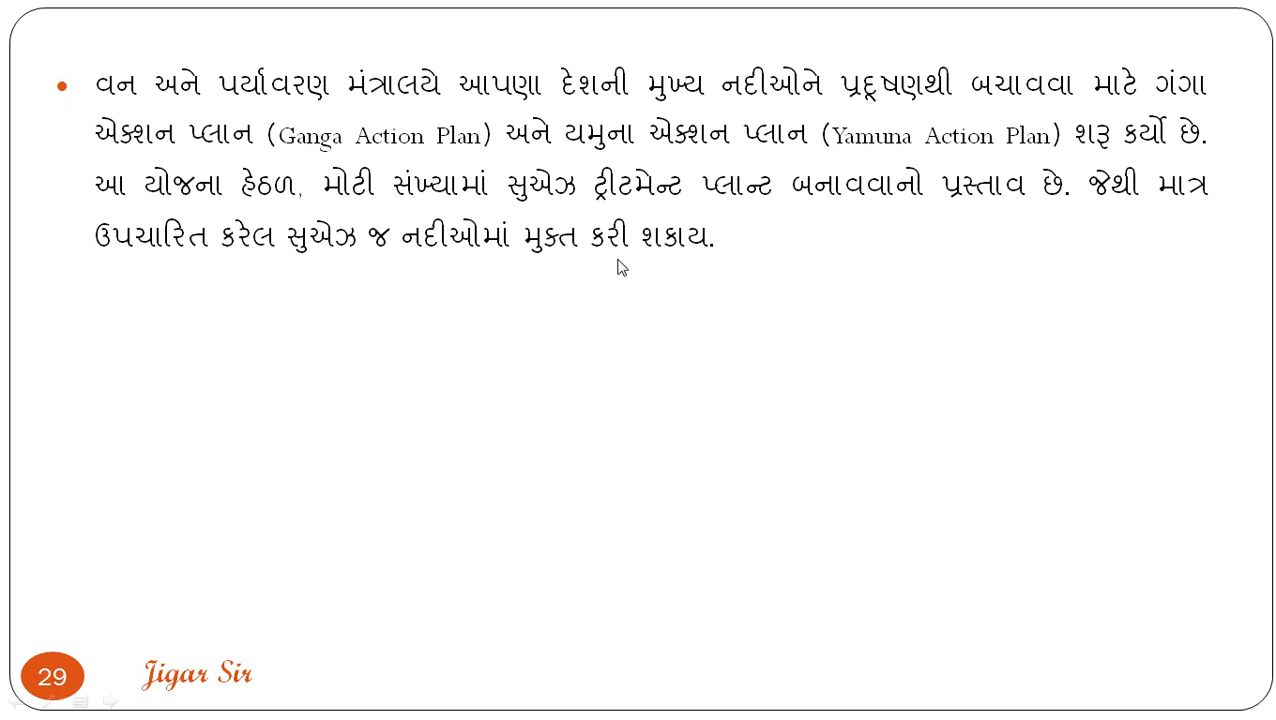 • વન અને પર્યાવરણ મંત્રાલયે આપણા દેશની મુખ્ય નદીઓને પ્રદૂષણથી બચાવવા માટે ગંગા
એક્શન પ્લાન (Ganga Action Plan) અને યમુના એક્શન પ્લાન (Yamuna Action Plan) શરૂ કર્યો છે.
આ યોજના હેઠળ, મોટી સંખ્યામાં સુએઝ ટ્રીટમેન્ટ પ્લાન્ટ બનાવવાનો પ્રસ્તાવ છે. જેથી માત્ર
ઉપચારિત કરેલ સુએઝ જ નદીઓમાં મુક્ત કરી શકાય.
29 Jigar Sir